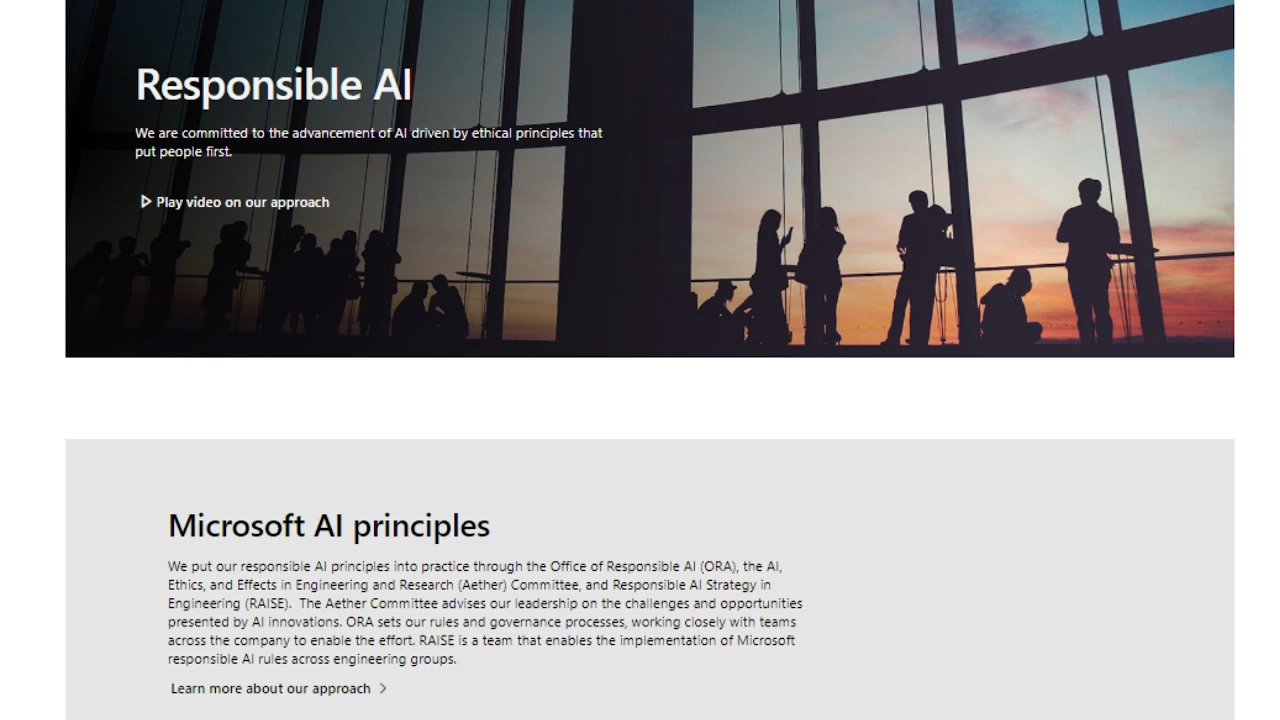 Responsible AI
We are committed to the advancement of AI driven by ethical principles that
put people first.
Play video on our approach
Microsoft AI principles
We put our responsible AI principles into practice through the Office of Responsible AI (ORA), the AI,
Ethics, and Effects in Engineering and Research (Aether) Committee, and Responsible AI Strategy in
Engineering (RAISE).  The Aether Committee advises our leadership on the challenges and opportunities
presented by AI innovations. ORA sets our rules and governance processes, working closely with teams
across the company to enable the effort. RAISE is a team that enables the implementation of Microsoft
responsible AI rules across engineering groups.
Learn more about our approach